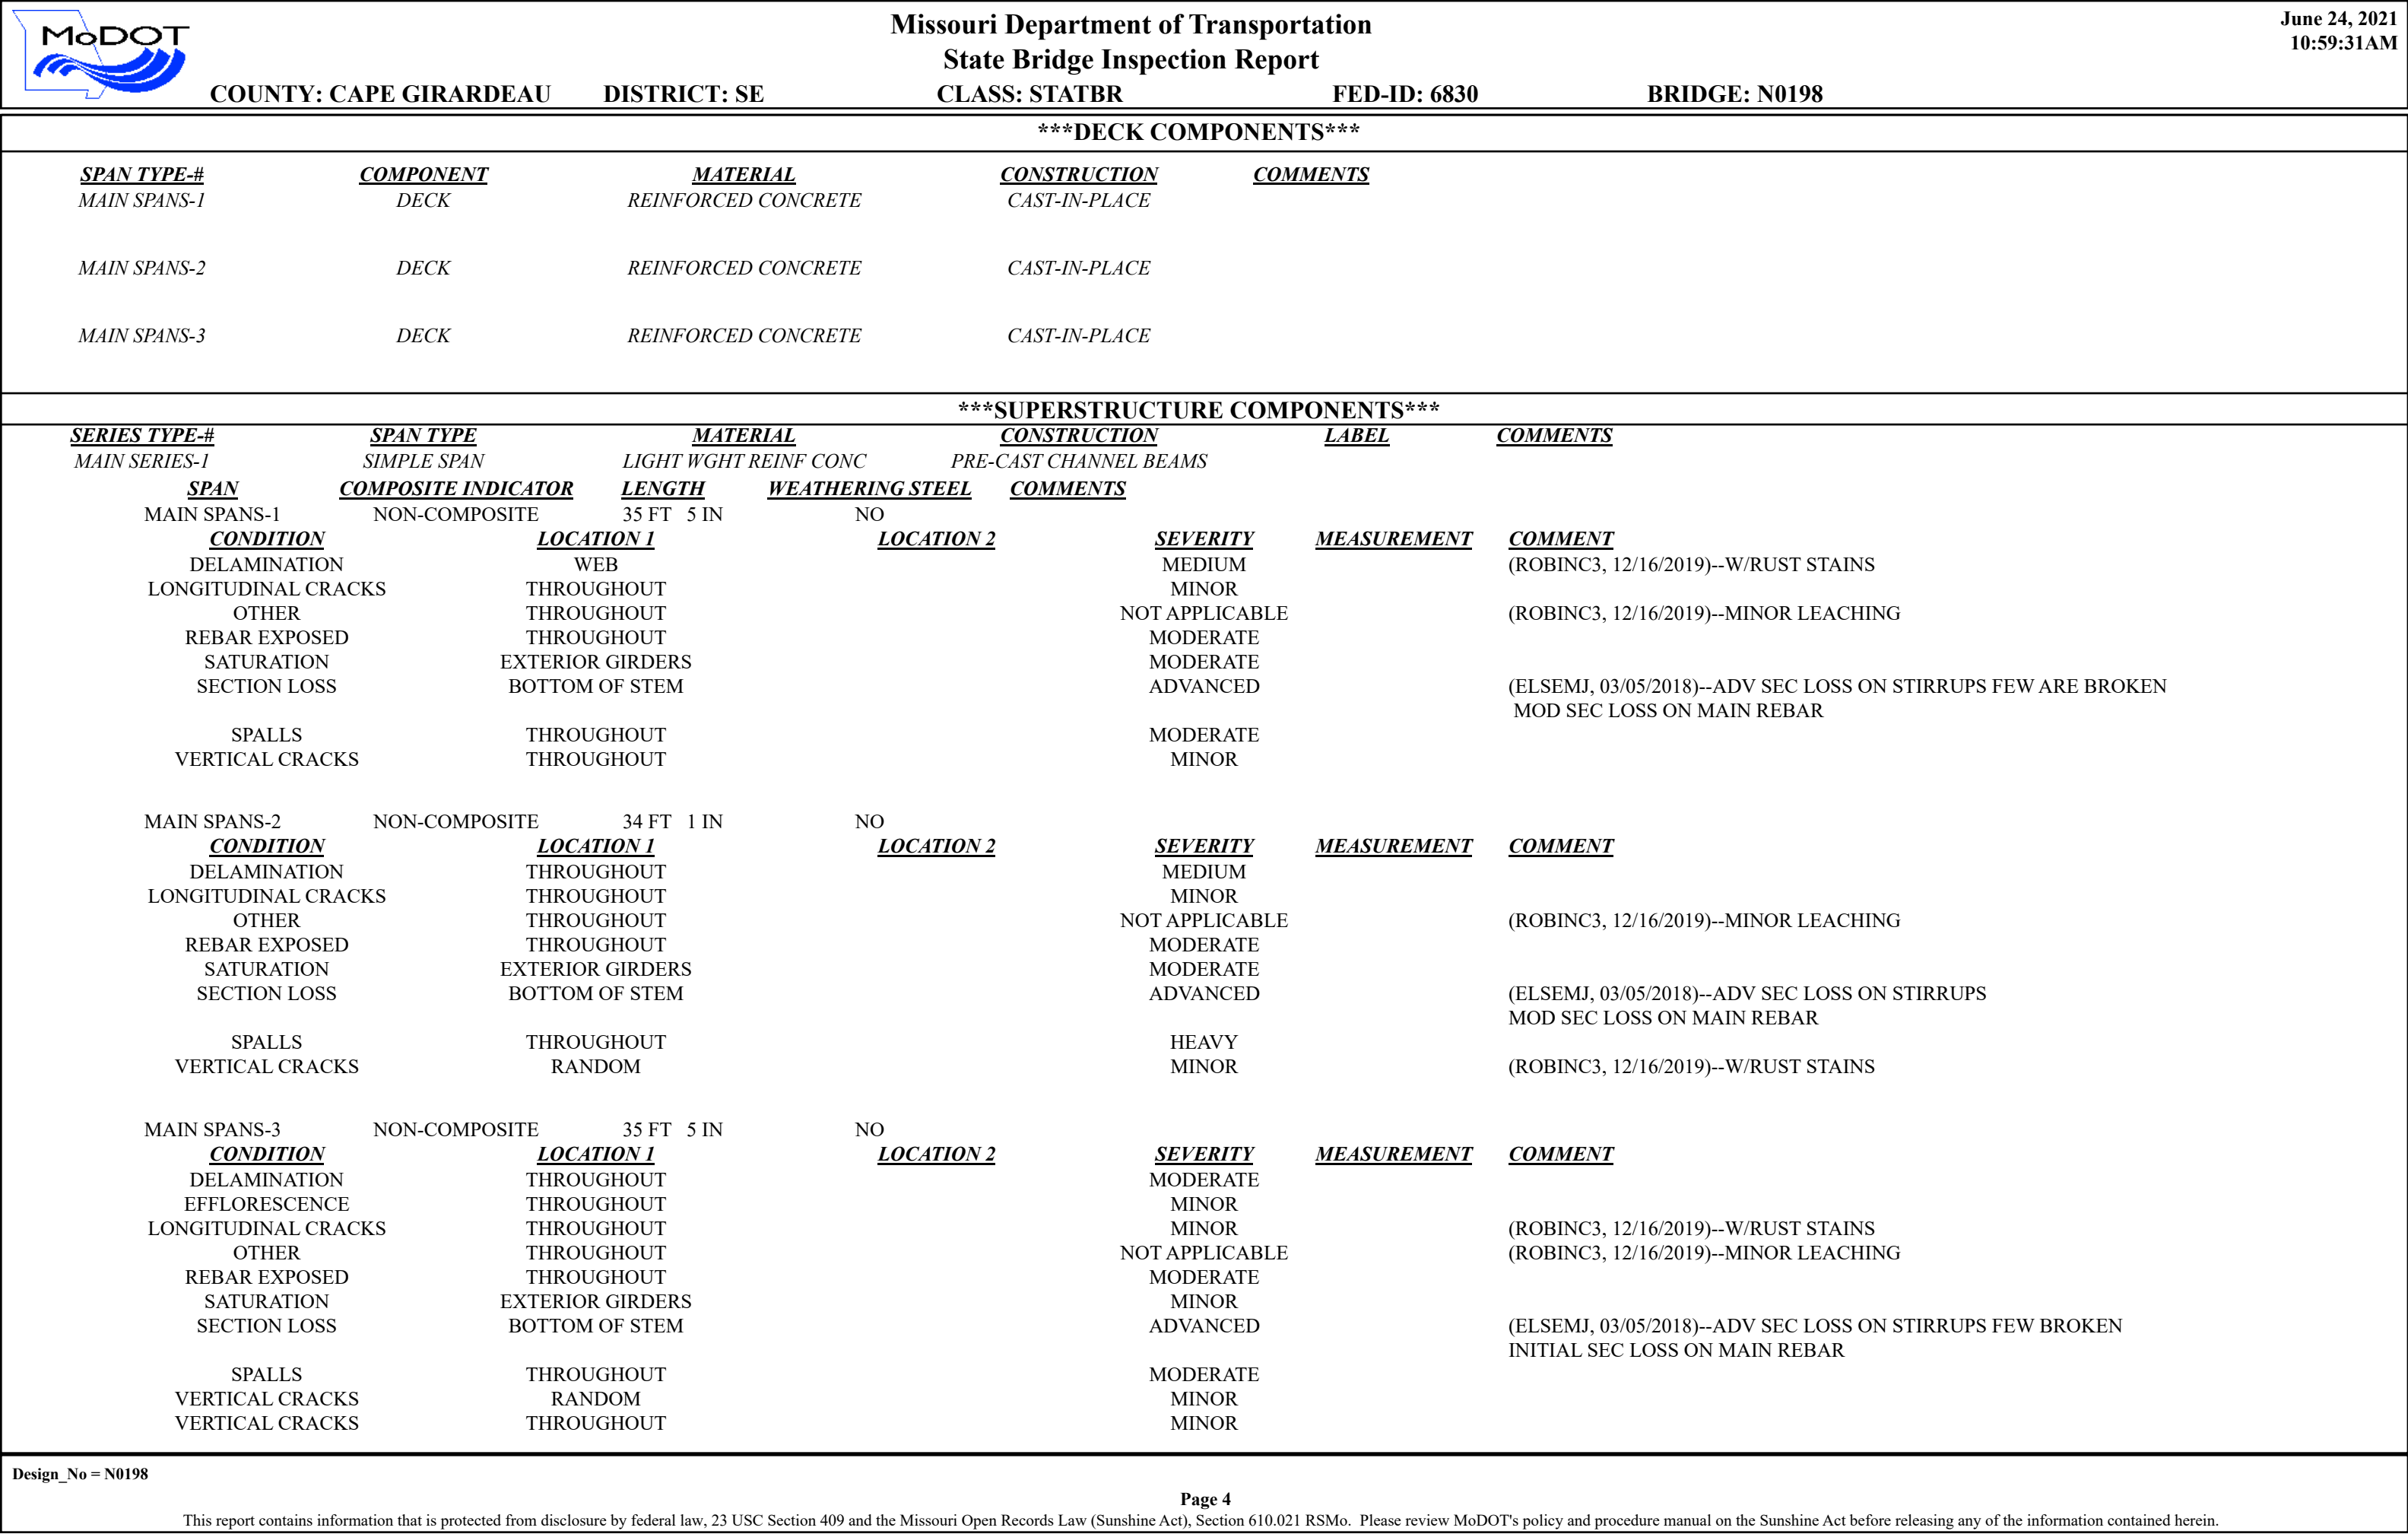 MoDOT
Missouri Department of Transportation
State Bridge Inspection Report
June 24, 2021
10:59:31AM
COUNTY: CAPE GIRARDEAU DISTRICT: SE CLASS: STATBR FED-ID: 6830 BRIDGE: N0198
***DECK COMPONENTS***
SPAN TYPE-# COMPONENT MATERIAL CONSTRUCTION COMMENTS
MAIN SPANS-1 DECK REINFORCED CONCRETE CAST-IN-PLACE
MAIN SPANS-2 DECK REINFORCED CONCRETE CAST-IN-PLACE
MAIN SPANS-3 DECK REINFORCED CONCRETE CAST-IN-PLACE
***SUPERSTRUCTURE COMPONENTS***
SERIES TYPE-# SPAN TYPE MATERIAL CONSTRUCTION LABEL COMMENTS
MAIN SERIES-1 SIMPLE SPAN LIGHT WGHT REINF CONC PRE-CAST CHANNEL BEAMS
SPAN COMPOSITE INDICATOR LENGTH WEATHERING STEEL COMMENTS
MAIN SPANS-1 NON-COMPOSITE 35 FT 5 IN NO
CONDITION LOCATION 1 LOCATION 2 SEVERITY MEASUREMENT COMMENT
DELAMINATION WEB MEDIUM (ROBINC3, 12/16/2019)--W/RUST STAINS
LONGITUDINAL CRACKS THROUGHOUT MINOR
OTHER THROUGHOUT NOT APPLICABLE (ROBINC3, 12/16/2019)--MINOR LEACHING
REBAR EXPOSED THROUGHOUT MODERATE
SATURATION EXTERIOR GIRDERS MODERATE
SECTION LOSS BOTTOM OF STEM ADVANCED (ELSEMJ, 03/05/2018)--ADV SEC LOSS ON STIRRUPS FEW ARE BROKEN
MOD SEC LOSS ON MAIN REBAR
SPALLS THROUGHOUT MODERATE
VERTICAL CRACKS THROUGHOUT MINOR
MAIN SPANS-2 NON-COMPOSITE 34 FT 1 IN NO
CONDITION LOCATION 1 LOCATION 2 SEVERITY MEASUREMENT COMMENT
DELAMINATION THROUGHOUT MEDIUM
LONGITUDINAL CRACKS THROUGHOUT MINOR
OTHER THROUGHOUT NOT APPLICABLE (ROBINC3, 12/16/2019)--MINOR LEACHING
REBAR EXPOSED THROUGHOUT MODERATE
SATURATION EXTERIOR GIRDERS MODERATE
SECTION LOSS BOTTOM OF STEM ADVANCED (ELSEMJ, 03/05/2018)--ADV SEC LOSS ON STIRRUPS
MOD SEC LOSS ON MAIN REBAR
SPALLS THROUGHOUT HEAVY
VERTICAL CRACKS RANDOM MINOR (ROBINC3, 12/16/2019)--W/RUST STAINS
MAIN SPANS-3 NON-COMPOSITE 35 FT 5 IN NO
CONDITION LOCATION 1 LOCATION 2 SEVERITY MEASUREMENT COMMENT
DELAMINATION THROUGHOUT MODERATE
EFFLORESCENCE THROUGHOUT MINOR
LONGITUDINAL CRACKS THROUGHOUT MINOR (ROBINC3, 12/16/2019)--W/RUST STAINS
OTHER THROUGHOUT NOT APPLICABLE (ROBINC3, 12/16/2019)--MINOR LEACHING
REBAR EXPOSED THROUGHOUT MODERATE
SATURATION EXTERIOR GIRDERS MINOR
SECTION LOSS BOTTOM OF STEM ADVANCED (ELSEMJ, 03/05/2018)--ADV SEC LOSS ON STIRRUPS FEW BROKEN
INITIAL SEC LOSS ON MAIN REBAR
SPALLS THROUGHOUT MODERATE
VERTICAL CRACKS RANDOM MINOR
VERTICAL CRACKS THROUGHOUT MINOR
Design_No = N0198
Page 4
This report contains information that is protected from disclosure by federal law, 23 USC Section 409 and the Missouri Open Records Law (Sunshine Act), Section 610.021 RSMo. Please review MoDOT's policy and procedure manual on the Sunshine Act before releasing any of the information contained herein.